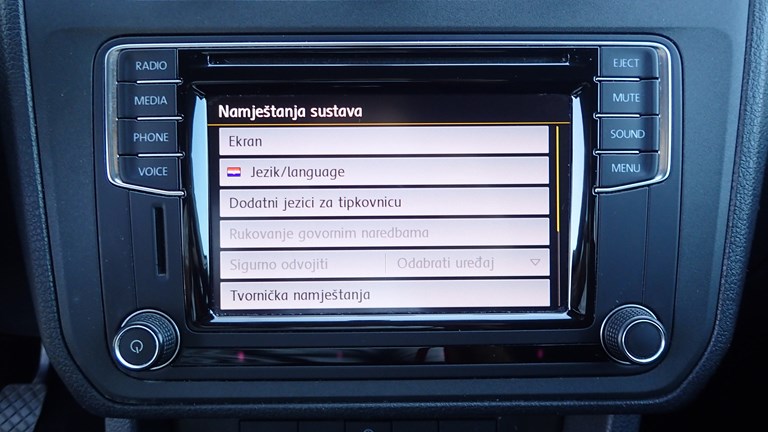 RADIO
MEDIA
PHONE
VOICE
EJECT
MUTE
SOUND
MENU
Namještanja sustava
Ekran
Jezik/language
Dodatni jezici za tipkovnicu
Rukovanje govornim naredbama
Sigurno odvojiti Odabrati uređaj
Tvornička namještanja